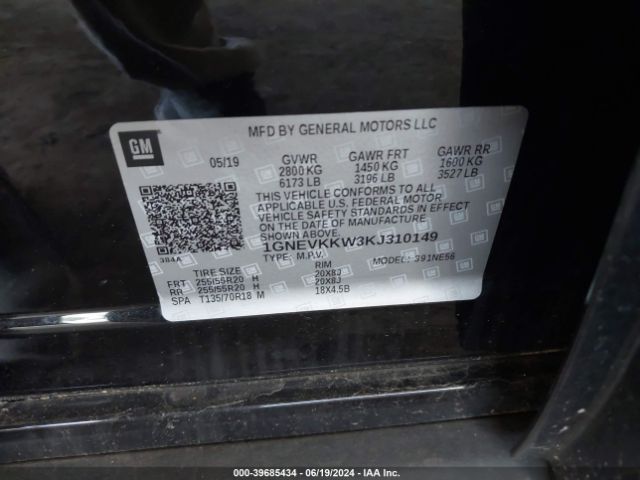 MFD BY GENERAL MOTORS LLC
GM
05/19 GVWR GAWR FRT GAWR RR
2800 KG 1450 KG 1600 KG
6173 LB 3196 LB 3527 LB
THIS VEHICLE CONFORMS TO ALL
APPLICABLE U.S. FEDERAL MOTOR
VEHICLE SAFETY STANDARDS IN EFFECT
ON THE DATE OF MANUFACTURE
SHOWN ABOVE.
384A
1GNEVKKW3KJ310149
TYPE: M.P.V. MODEL: 391NE56
TIRE SIZE RIM
FRT 255/55R20 H 20X8J
RR 255/55R20 H 20X8J
SPA T135/70R18 M 18X4.5B
000-39685434 / 06/19/2024 - IAA Inc.